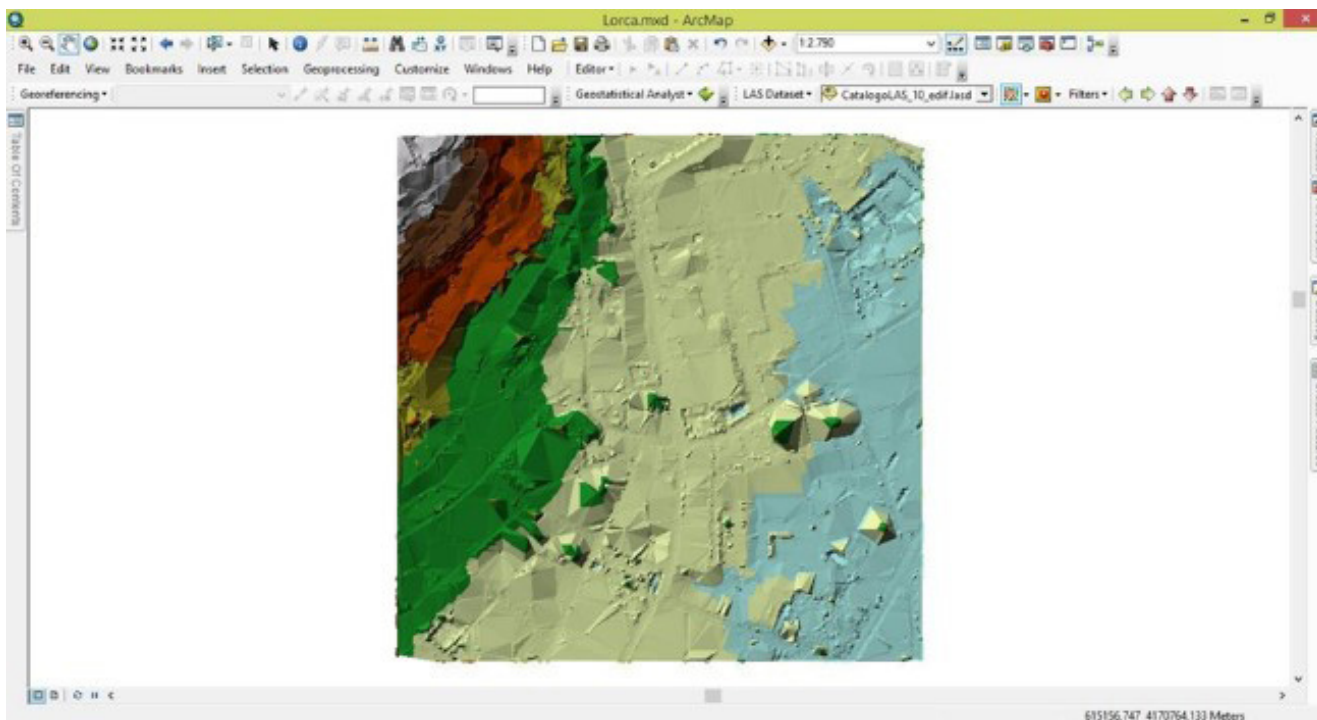 Lorca.mxd - ArcMap
1:2.790
File Edit View Bookmarks Insert Selection Geoprocessing Customize Windows Help Editor
Georeferencing Geostatistical Analyst LAS Dataset CatalogoLAS_10_edif.lasd Filters
Table Of Contents
615156,747 4170764,133 Meters